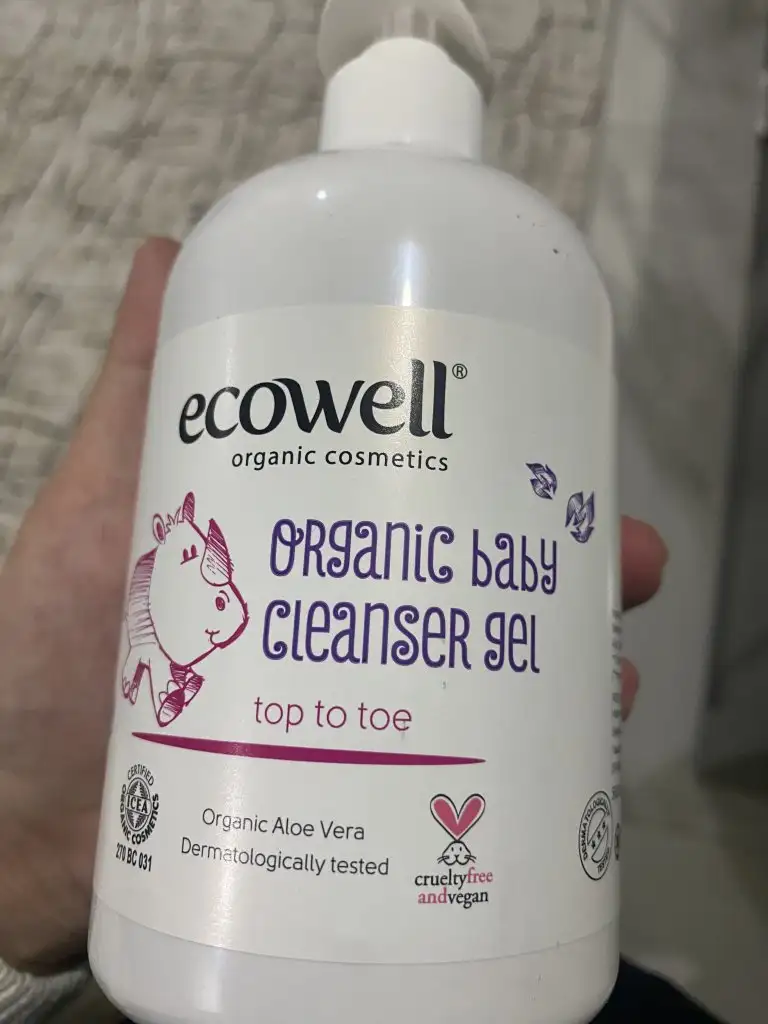 ecowell®
organic cosmetics
organic baby
cleanser gel
top to toe
CERTIFIED
ICEA
ORGANIC COSMETICS
270 BC 031
Organic Aloe Vera
Dermatologically tested
crueltyfree
andvegan